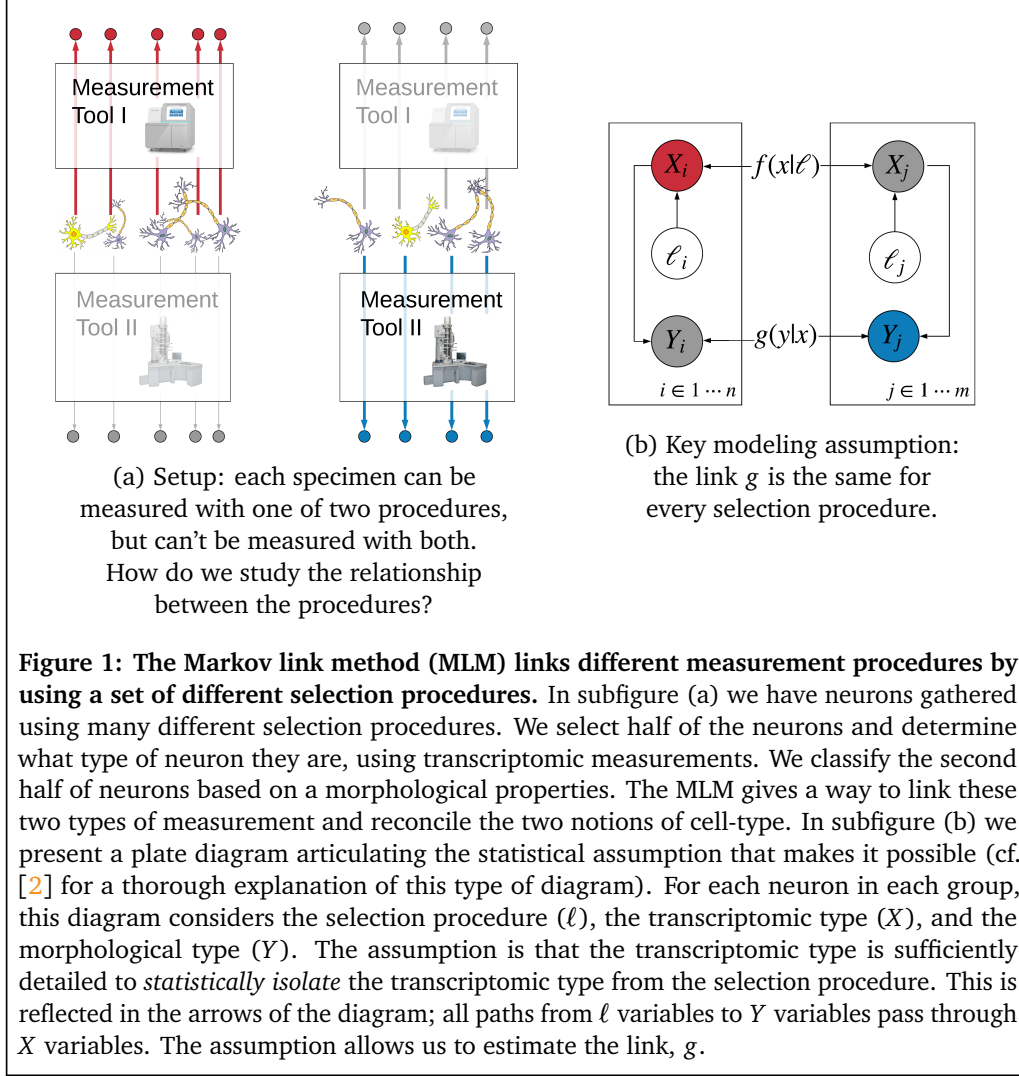 Measurement
Tool I
Measurement
Tool II
Measurement
Tool I
Measurement
Tool II
(a) Setup: each specimen can be
measured with one of two procedures,
but can't be measured with both.
How do we study the relationship
between the procedures?
X_i
f(x|ℓ)
X_j
ℓ_i
ℓ_j
Y_i
g(y|x)
Y_j
i ∈ 1 ⋯ n
j ∈ 1 ⋯ m
(b) Key modeling assumption:
the link g is the same for
every selection procedure.
Figure 1: The Markov link method (MLM) links different measurement procedures by
using a set of different selection procedures. In subfigure (a) we have neurons gathered
using many different selection procedures. We select half of the neurons and determine
what type of neuron they are, using transcriptomic measurements. We classify the second
half of neurons based on a morphological properties. The MLM gives a way to link these
two types of measurement and reconcile the two notions of cell-type. In subfigure (b) we
present a plate diagram articulating the statistical assumption that makes it possible (cf.
[2] for a thorough explanation of this type of diagram). For each neuron in each group,
this diagram considers the selection procedure (ℓ), the transcriptomic type (X), and the
morphological type (Y). The assumption is that the transcriptomic type is sufficiently
detailed to statistically isolate the transcriptomic type from the selection procedure. This is
reflected in the arrows of the diagram; all paths from ℓ variables to Y variables pass through
X variables. The assumption allows us to estimate the link, g.